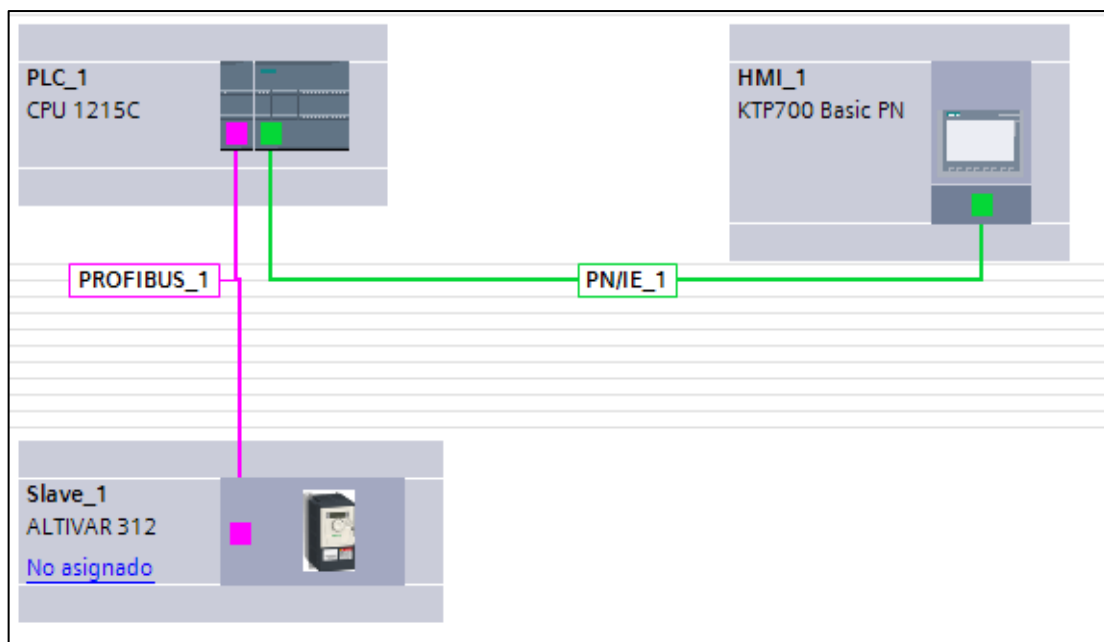 PLC_1
CPU 1215C
HMI_1
KTP700 Basic PN
PROFIBUS_1
PN/IE_1
Slave_1
ALTIVAR 312
No asignado